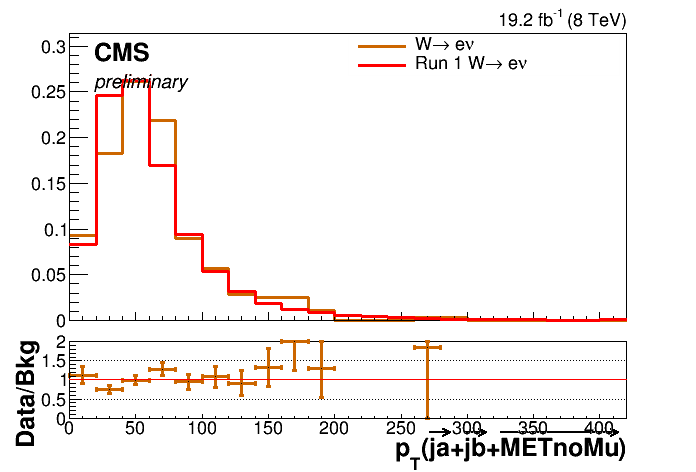 19.2 fb⁻¹ (8 TeV)
CMS
preliminary
W→ eν
Run 1 W→ eν
0.3
0.25
0.2
0.15
0.1
0.05
0
Data/Bkg
2
1.5
1
0.5
0
0 50 100 150 200 250 300 350 400
p_T(ja+jb+METnoMu)